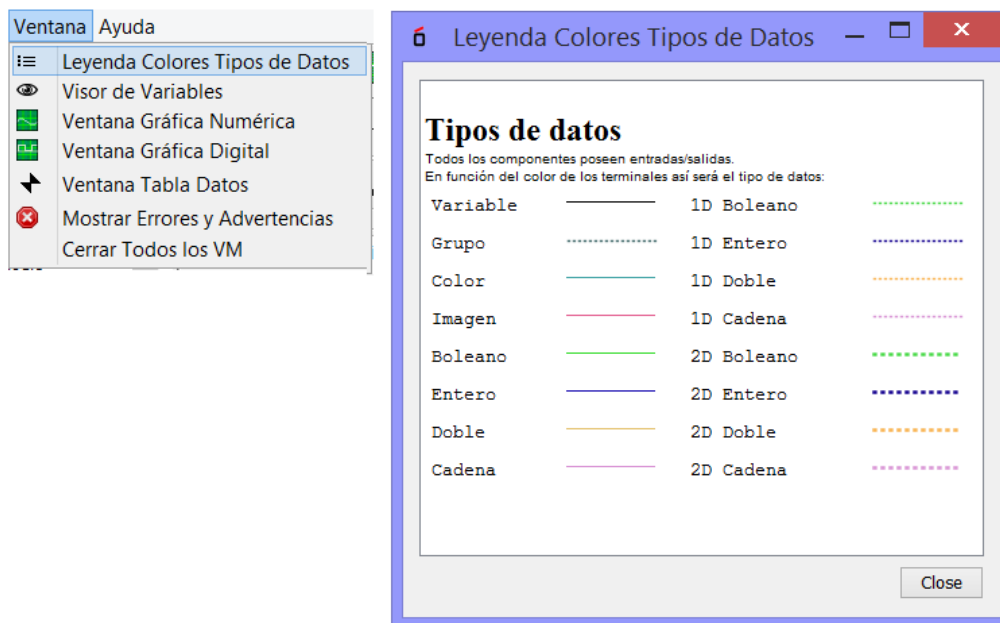 Ventana Ayuda
Leyenda Colores Tipos de Datos
Visor de Variables
Ventana Gráfica Numérica
Ventana Gráfica Digital
Ventana Tabla Datos
Mostrar Errores y Advertencias
Cerrar Todos los VM
Leyenda Colores Tipos de Datos
Tipos de datos
Todos los componentes poseen entradas/salidas.
En función del color de los terminales así será el tipo de datos:
Variable 1D Boleano
Grupo 1D Entero
Color 1D Doble
Imagen 1D Cadena
Boleano 2D Boleano
Entero 2D Entero
Doble 2D Doble
Cadena 2D Cadena
Close